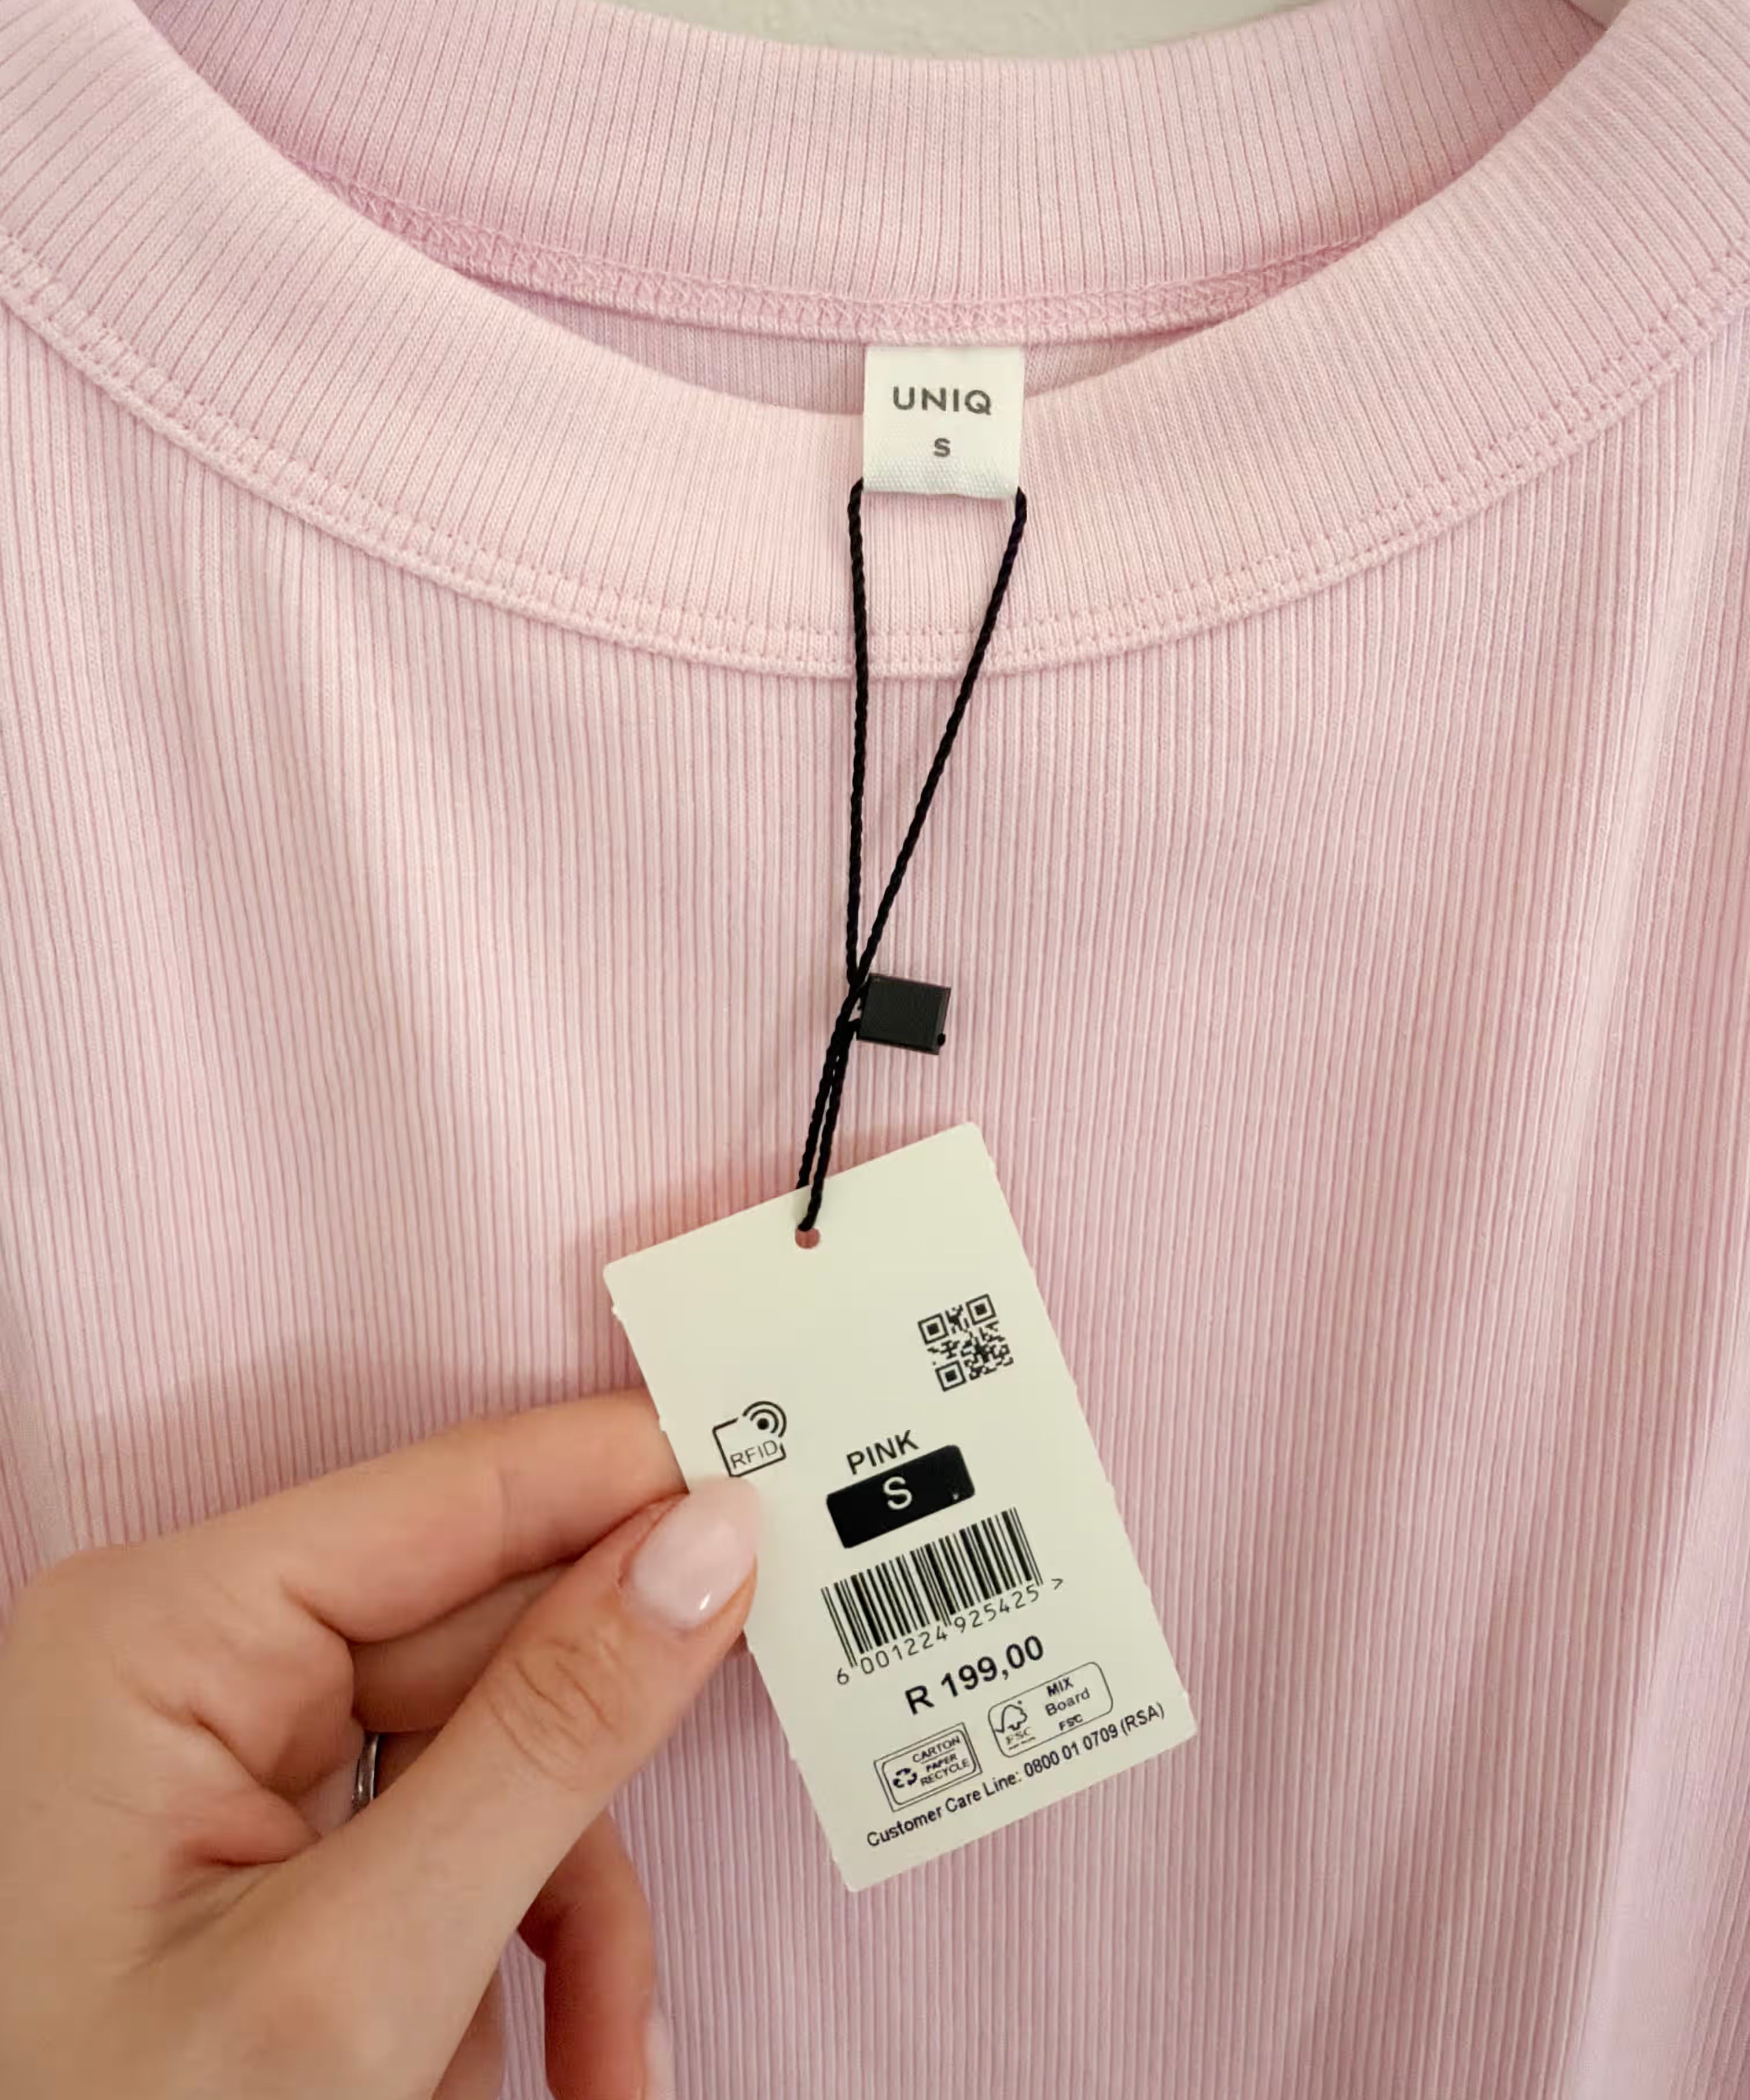 UNIQ
S
RFID
PINK
S
6 001224 925425 >
R 199,00
FSC
MIX
Board
FSC
CARTON
PAPER
RECYCLE
Customer Care Line: 0800 01 0709 (RSA)